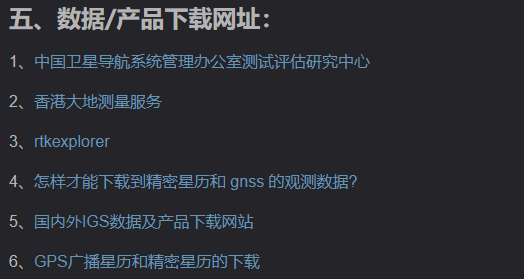 五、数据/产品下载网址：
1、中国卫星导航系统管理办公室测试评估研究中心
2、香港大地测量服务
3、rtkexplorer
4、怎样才能下载到精密星历和 gnss 的观测数据?
5、国内外IGS数据及产品下载网站
6、GPS广播星历和精密星历的下载